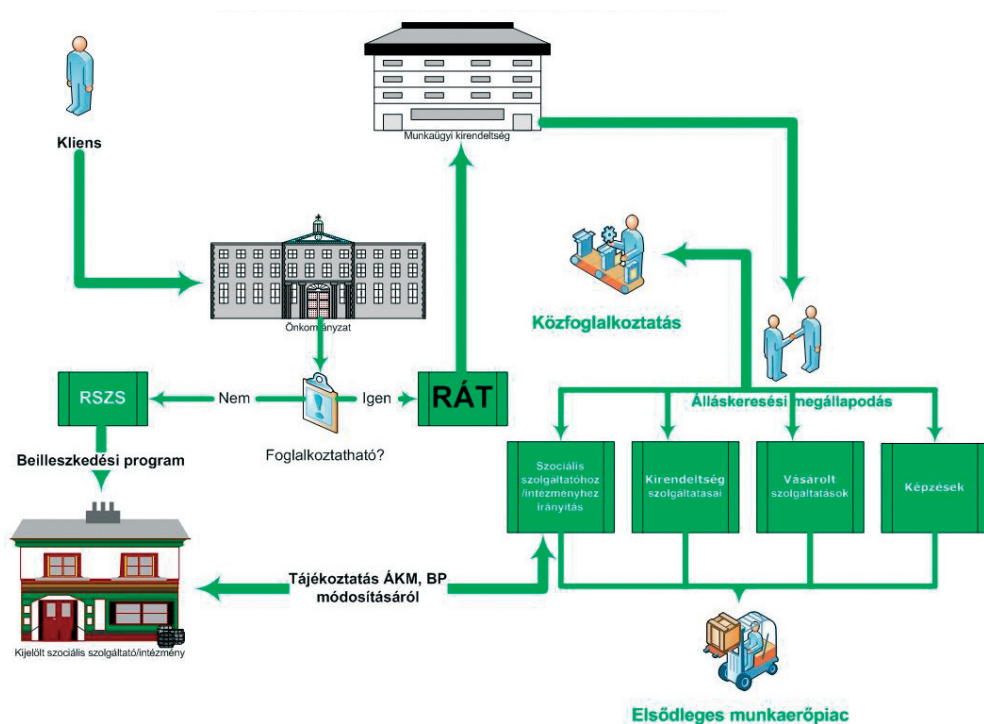 Kliens
Munkaügyi kirendeltség
Önkormányzat
Közfoglalkoztatás
RSZS
Nem
Igen
RÁT
Álláskeresési megállapodás
Foglalkoztatható?
Beilleszkedési program
Szociális
szolgáltatóhoz
/intézményhez
irányítás
Kirendeltség
szolgáltatásai
Vásárolt
szolgáltatások
Képzések
Tájékoztatás ÁKM, BP
módosításáról
Kijelölt szociális szolgáltató/intézmény
Elsődleges munkaerőpiac